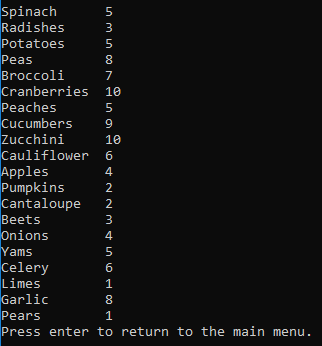 Spinach 5
Radishes 3
Potatoes 5
Peas 8
Broccoli 7
Cranberries 10
Peaches 5
Cucumbers 9
Zucchini 10
Cauliflower 6
Apples 4
Pumpkins 2
Cantaloupe 2
Beets 3
Onions 4
Yams 5
Celery 6
Limes 1
Garlic 8
Pears 1
Press enter to return to the main menu.